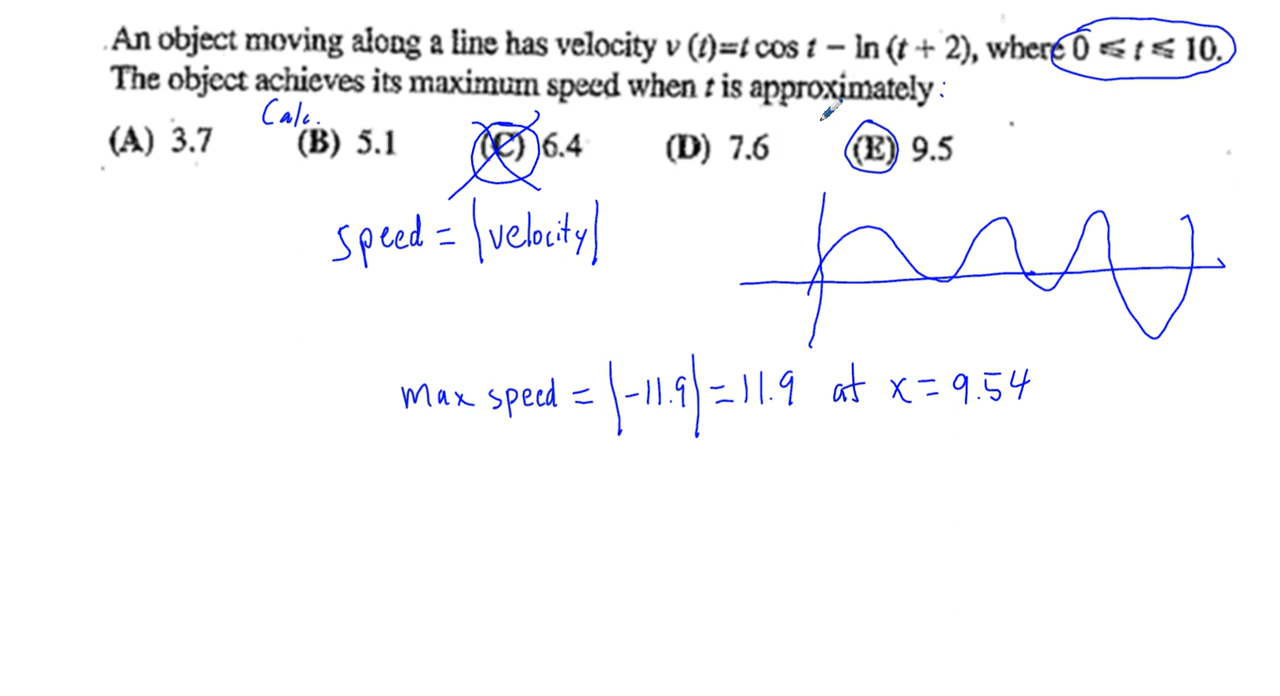 An object moving along a line has velocity v (t)=t cos t − ln (t + 2), where 0 ⩽ t ⩽ 10.
The object achieves its maximum speed when t is approximately :
Calc.
(A) 3.7 (B) 5.1 (C) 6.4 (D) 7.6 (E) 9.5
speed = |velocity|
max speed = |-11.9| = 11.9 at x = 9.54